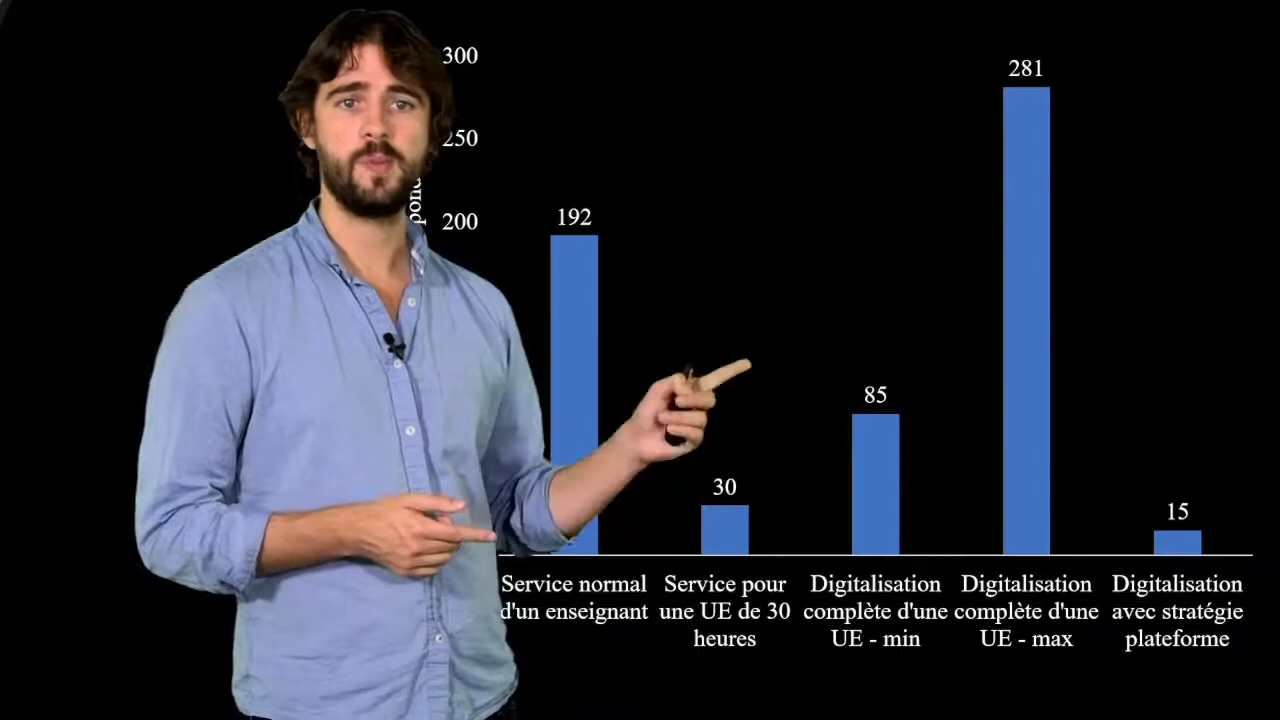 300
250
200
192
30
85
281
15
Service normal
d'un enseignant
Service pour
une UE de 30
heures
Digitalisation
complète d'une
UE - min
Digitalisation
complète d'une
UE - max
Digitalisation
avec stratégie
plateforme